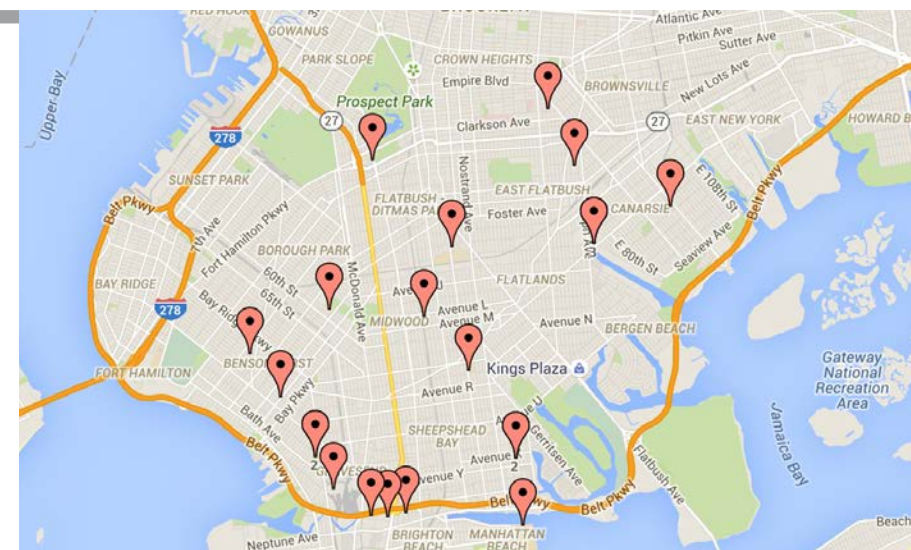 GOWANUS
Atlantic Ave
Pitkin Ave
Sutter Ave
PARK SLOPE
CROWN HEIGHTS
Empire Blvd
BROWNSVILLE
New Lots Ave
Upper Bay
Prospect Park
27
Clarkson Ave
27
EAST NEW YORK
HOWARD B
278
SUNSET PARK
Nostrand Ave
EAST FLATBUSH
E 108th St
Belt Pkwy
Belt Pkwy
7th Ave
Fort Hamilton Pkwy
FLATBUSH -
DITMAS PA
Foster Ave
CANARSIE
Seaview Ave
BOROUGH PARK
E 80th St
60th St
65th St
McDonald Ave
FLATLANDS
BAY RIDGE
278
Bay Rid
Avenue L
Avenue M
MIDWOOD
Avenue N
BERGEN BEACH
FORT HAMILTON
Bay Pkwy
Kings Plaza
Gateway
National
Recreation
Area
Avenue R
Bath Ave
Belt Pkwy
SHEEPSHEAD
BAY
Gerritsen Ave
Jamaica Bay
2
2
Avenue Y
Flatbush Ave
Belt Pkwy
Neptune Ave
BRIGHTON
BEACH
MANHATTAN
BEACH
Beach